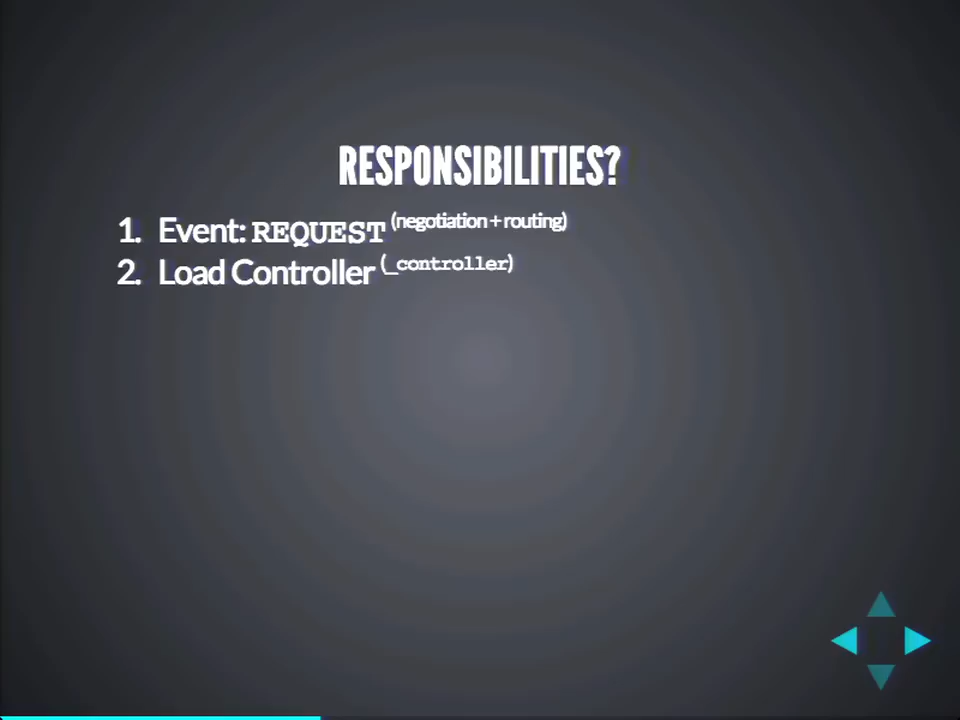 RESPONSIBILITIES?
1. Event: REQUEST (negotiation + routing)
2. Load Controller (_controller)